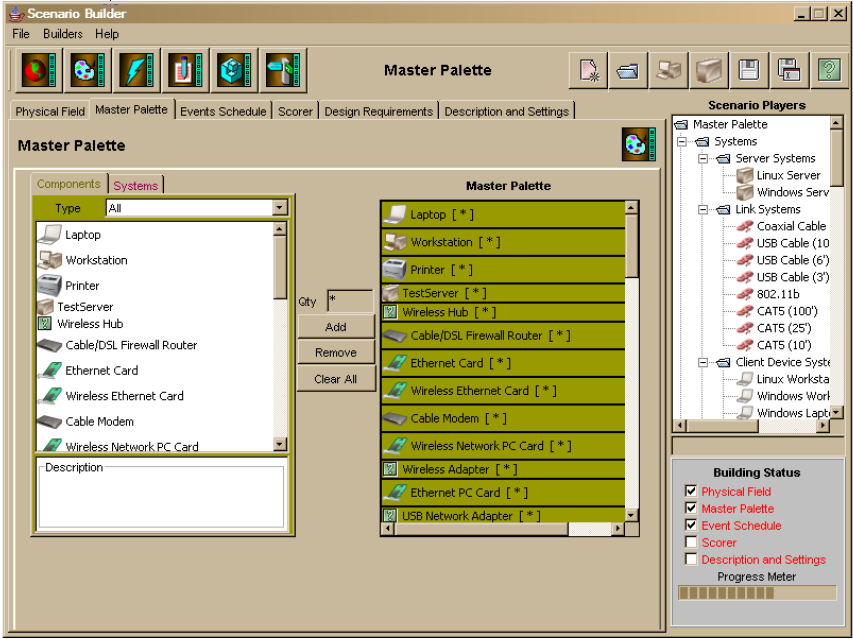 Scenario Builder
File Builders Help
Master Palette
Physical Field Master Palette Events Schedule Scorer Design Requirements Description and Settings
Master Palette
Components Systems
Type All
Laptop
Workstation
Printer
TestServer
Wireless Hub
Cable/DSL Firewall Router
Ethernet Card
Wireless Ethernet Card
Cable Modem
Wireless Network PC Card
Description
Qty *
Add
Remove
Clear All
Master Palette
Laptop [ * ]
Workstation [ * ]
Printer [ * ]
TestServer [ * ]
Wireless Hub [ * ]
Cable/DSL Firewall Router [ * ]
Ethernet Card [ * ]
Wireless Ethernet Card [ * ]
Cable Modem [ * ]
Wireless Network PC Card [ * ]
Wireless Adapter [ * ]
Ethernet PC Card [ * ]
USB Network Adapter [ * ]
Scenario Players
Master Palette
Systems
Server Systems
Linux Server
Windows Serv
Link Systems
Coaxial Cable
USB Cable (10
USB Cable (6')
USB Cable (3')
802.11b
CAT5 (100')
CAT5 (25')
CAT5 (10')
Client Device Syste
Linux Worksta
Windows Work
Windows Lapt
Building Status
Physical Field
Master Palette
Event Schedule
Scorer
Description and Settings
Progress Meter